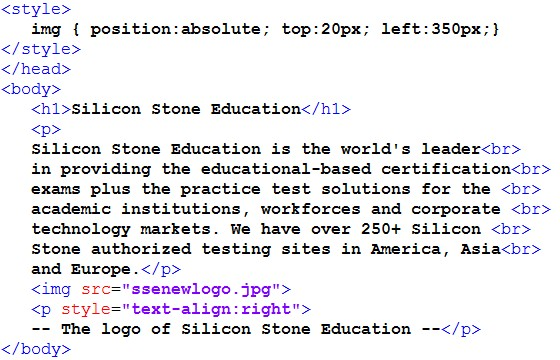 <style>
img { position:absolute; top:20px; left:350px;}
</style>
</head>
<body>
<h1>Silicon Stone Education</h1>
<p>
Silicon Stone Education is the world's leader<br>
in providing the educational-based certification<br>
exams plus the practice test solutions for the <br>
academic institutions, workforces and corporate <br>
technology markets. We have over 250+ Silicon <br>
Stone authorized testing sites in America, Asia<br>
and Europe.</p>
<img src="ssenewlogo.jpg">
<p style="text-align:right">
-- The logo of Silicon Stone Education --</p>
</body>